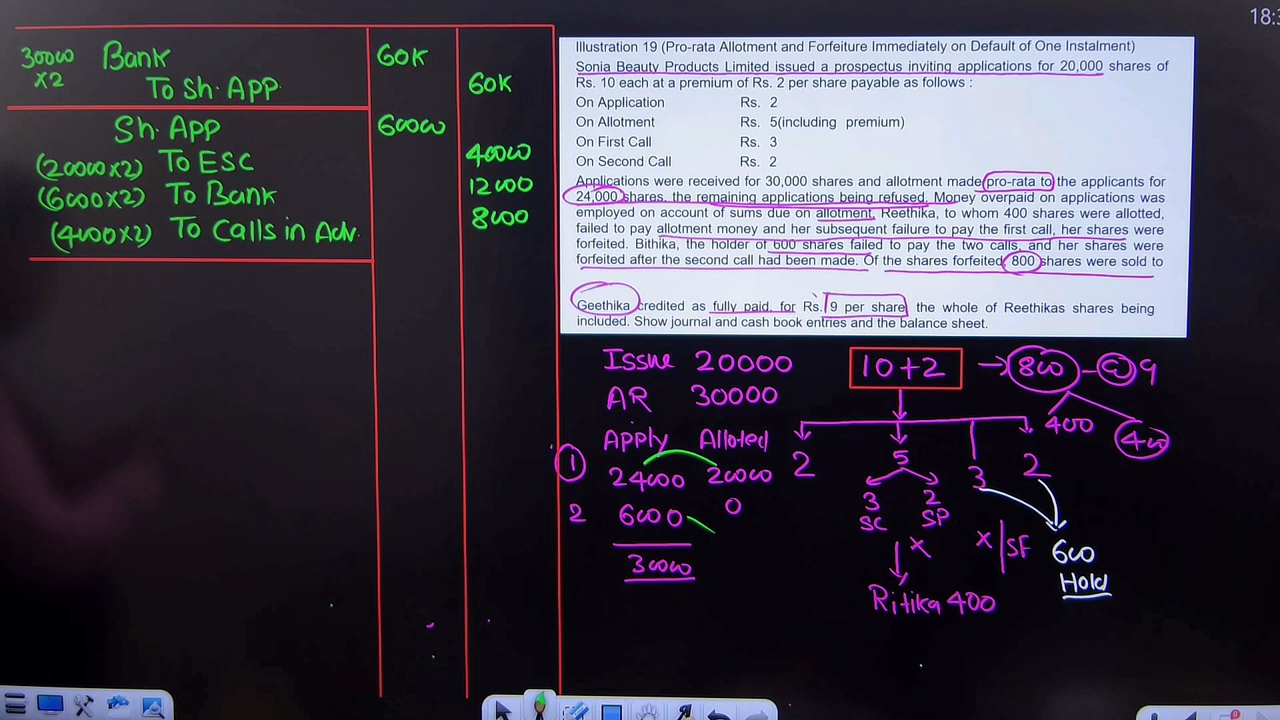 18:3
30000 Bank 60K
×2 To Sh. APP. 60K
Sh. APP 60000
(20000×2) To ESC 40000
(6000×2) To Bank 12000
(4000×2) To Calls in Adv. 8000
Illustration 19 (Pro-rata Allotment and Forfeiture Immediately on Default of One Instalment)
Sonia Beauty Products Limited issued a prospectus inviting applications for 20,000 shares of
Rs. 10 each at a premium of Rs. 2 per share payable as follows :
On Application Rs. 2
On Allotment Rs. 5(including premium)
On First Call Rs. 3
On Second Call Rs. 2
Applications were received for 30,000 shares and allotment made pro-rata to the applicants for
24,000 shares, the remaining applications being refused. Money overpaid on applications was
employed on account of sums due on allotment. Reethika, to whom 400 shares were allotted,
failed to pay allotment money and her subsequent failure to pay the first call, her shares were
forfeited. Bithika, the holder of 600 shares failed to pay the two calls, and her shares were
forfeited after the second call had been made. Of the shares forfeited 800 shares were sold to
Geethika credited as fully paid, for Rs. 9 per share, the whole of Reethikas shares being
included. Show journal and cash book entries and the balance sheet.
Issue 20000 10+2 → 800 – @ 9
AR 30000
400 400
Apply Alloted
1 24000 20000 2 5 3 2
2 6000 0 3 2
SC SP
30000 × ×|SF 600
Hold
Ritika 400